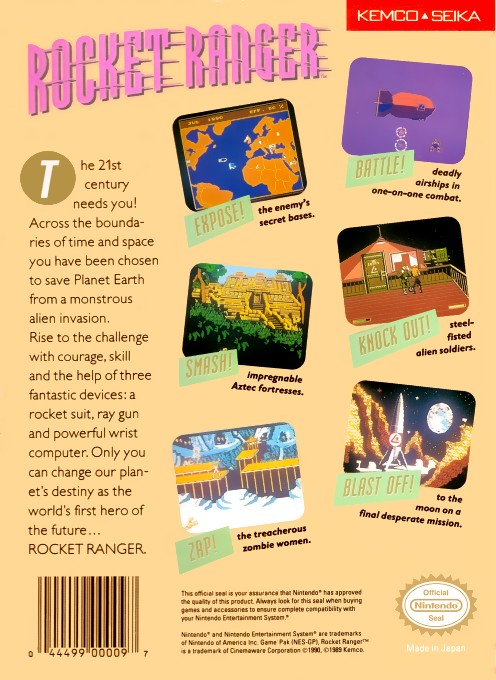 KEMCO▲SEIKA
ROCKET RANGER™
The 21st
century
needs you!
Across the bounda-
ries of time and space
you have been chosen
to save Planet Earth
from a monstrous
alien invasion.
Rise to the challenge
with courage, skill
and the help of three
fantastic devices: a
rocket suit, ray gun
and powerful wrist
computer. Only you
can change our plan-
et's destiny as the
world's first hero of
the future...
ROCKET RANGER.
EXPOSE!
the enemy's
secret bases.
BATTLE!
deadly
airships in
one-on-one combat.
SMASH!
impregnable
Aztec fortresses.
KNOCK OUT!
steel-
fisted
alien soldiers.
ZAP!
the treacherous
zombie women.
BLAST OFF!
to the
moon on a
final desperate mission.
0 44499 00009 7
This official seal is your assurance that Nintendo® has approved
the quality of this product. Always look for this seal when buying
games and accessories to ensure complete compatibility with
your Nintendo Entertainment System.
Nintendo® and Nintendo Entertainment System® are trademarks
of Nintendo of America Inc. Game Pak (NES-GP), Rocket Ranger™
is a trademark of Cinemaware Corporation ©1990, ©1989 Kemco.
Official
Nintendo®
Seal
Made in Japan